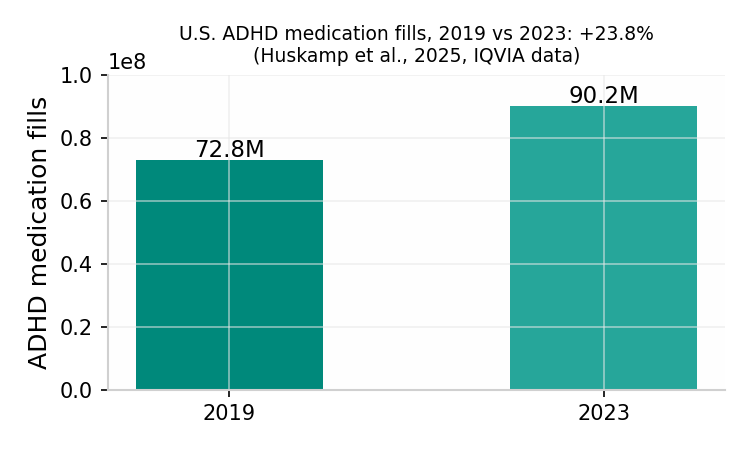 U.S. ADHD medication fills, 2019 vs 2023: +23.8%
(Huskamp et al., 2025, IQVIA data)
1e8
1.0
0.8
0.6
0.4
0.2
0.0
ADHD medication fills
72.8M
90.2M
2019
2023